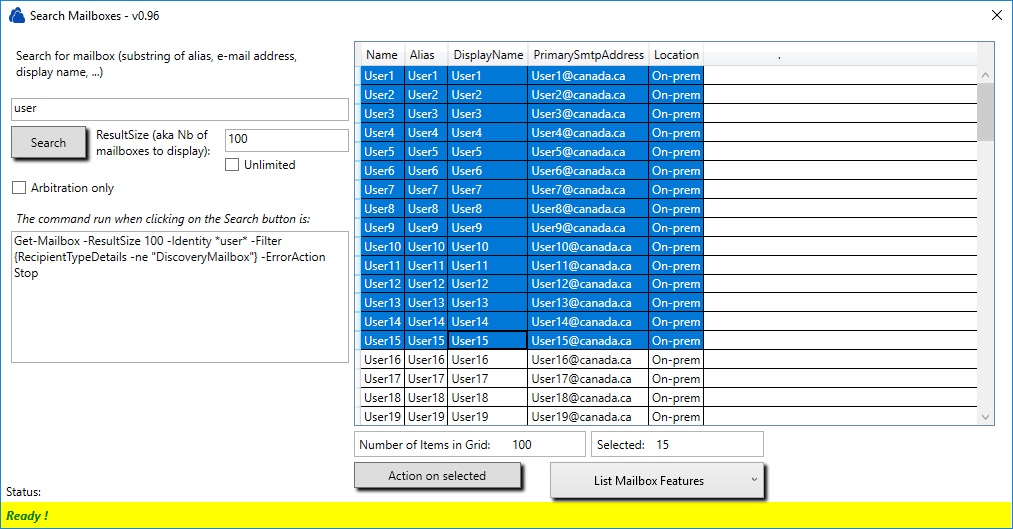 Search Mailboxes - v0.96
Search for mailbox (substring of alias, e-mail address,
display name, ...)
user
Search
ResultSize (aka Nb of
mailboxes to display):
100
Unlimited
Arbitration only
The command run when clicking on the Search button is:
Get-Mailbox -ResultSize 100 -Identity *user* -Filter
{RecipientTypeDetails -ne "DiscoveryMailbox"} -ErrorAction
Stop
Name Alias DisplayName PrimarySmtpAddress Location .
User1 User1 User1 User1@canada.ca On-prem
User2 User2 User2 User2@canada.ca On-prem
User3 User3 User3 User3@canada.ca On-prem
User4 User4 User4 User4@canada.ca On-prem
User5 User5 User5 User5@canada.ca On-prem
User6 User6 User6 User6@canada.ca On-prem
User7 User7 User7 User7@canada.ca On-prem
User8 User8 User8 User8@canada.ca On-prem
User9 User9 User9 User9@canada.ca On-prem
User10 User10 User10 User10@canada.ca On-prem
User11 User11 User11 User11@canada.ca On-prem
User12 User12 User12 User12@canada.ca On-prem
User13 User13 User13 User13@canada.ca On-prem
User14 User14 User14 User14@canada.ca On-prem
User15 User15 User15 User15@canada.ca On-prem
User16 User16 User16 User16@canada.ca On-prem
User17 User17 User17 User17@canada.ca On-prem
User18 User18 User18 User18@canada.ca On-prem
User19 User19 User19 User19@canada.ca On-prem
Number of Items in Grid: 100
Selected: 15
Action on selected
List Mailbox Features
Status:
Ready !